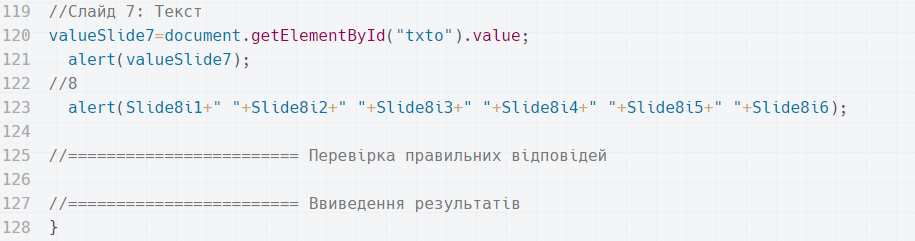 119 //Слайд 7: Текст
120 valueSlide7=document.getElementById("txto").value;
121   alert(valueSlide7);
122 //8
123   alert(Slide8i1+" "+Slide8i2+" "+Slide8i3+" "+Slide8i4+" "+Slide8i5+" "+Slide8i6);
124
125 //======================== Перевірка правильних відповідей
126
127 //======================== Ввиведення результатів
128 }